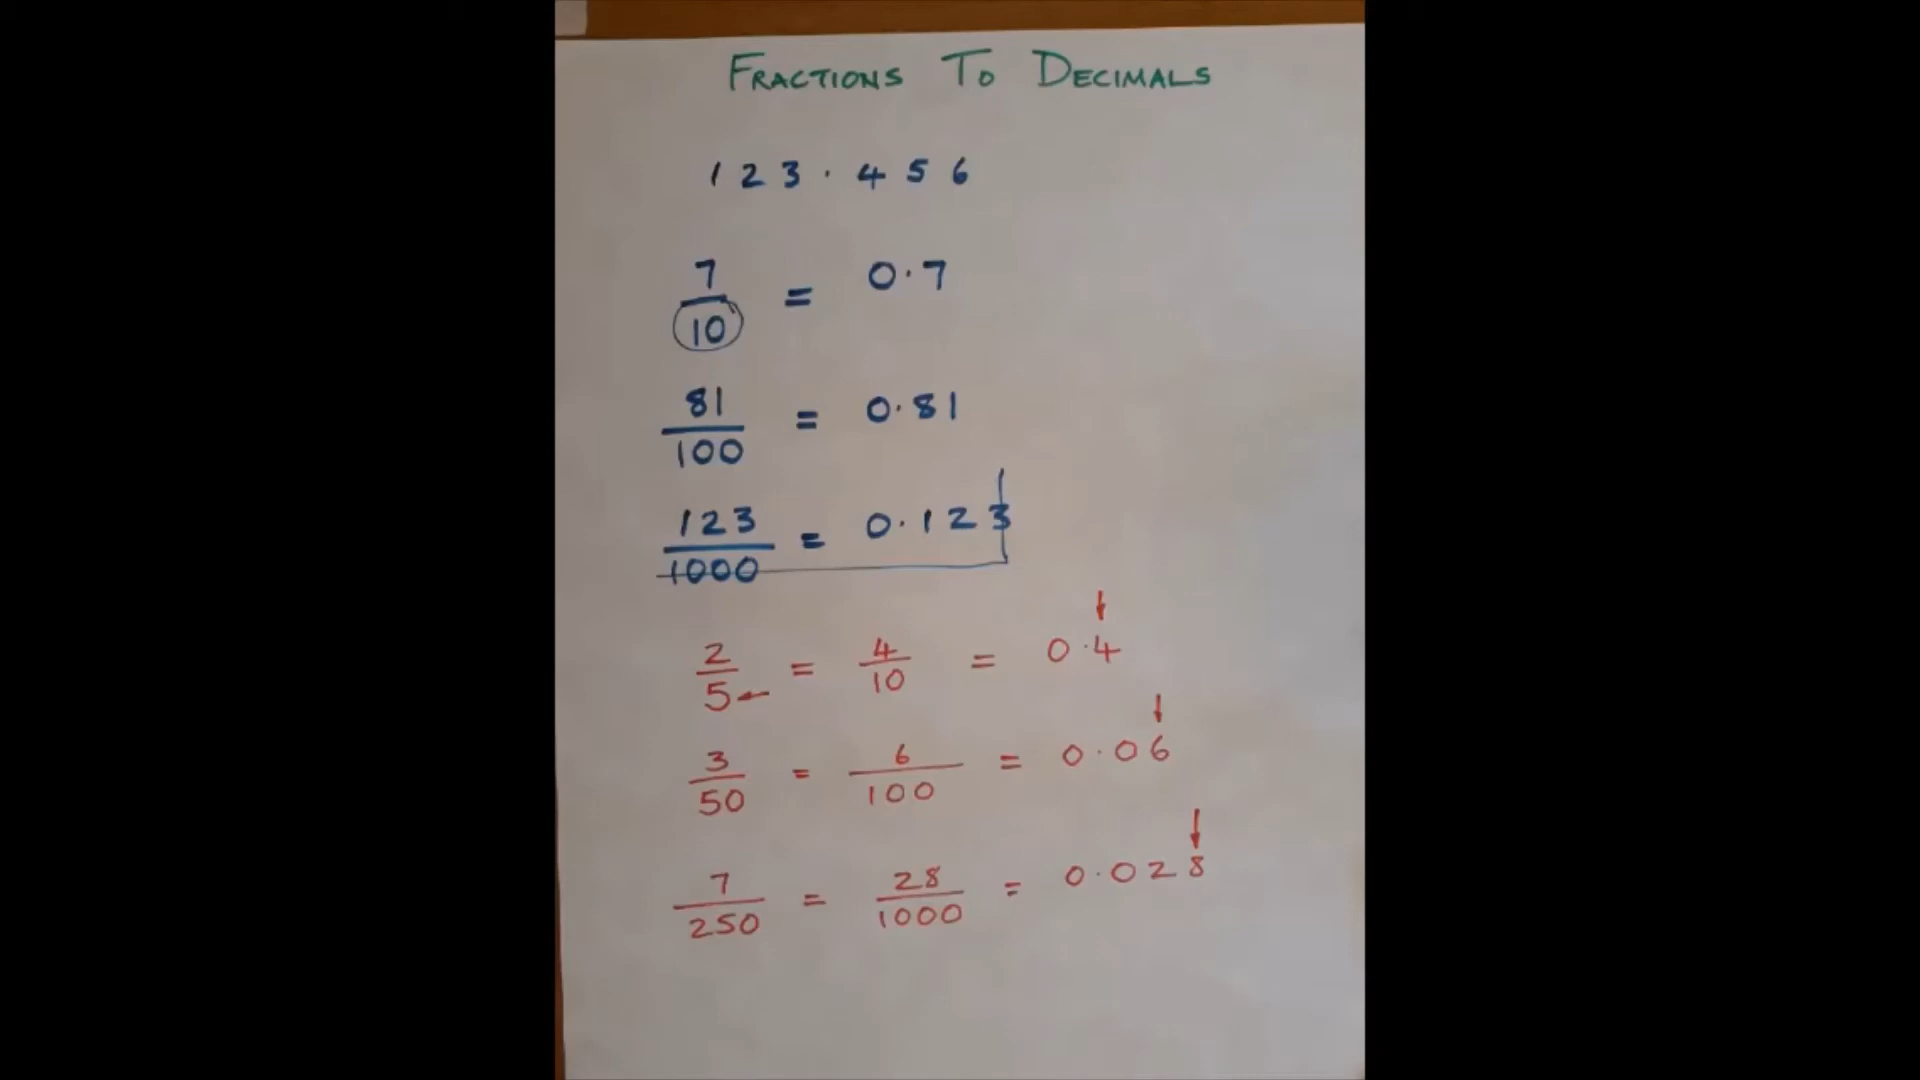 FRACTIONS TO DECIMALS
123.456
7/10 = 0.7
81/100 = 0.81
123/1000 = 0.123
2/5 = 4/10 = 0.4
3/50 = 6/100 = 0.06
7/250 = 28/1000 = 0.028